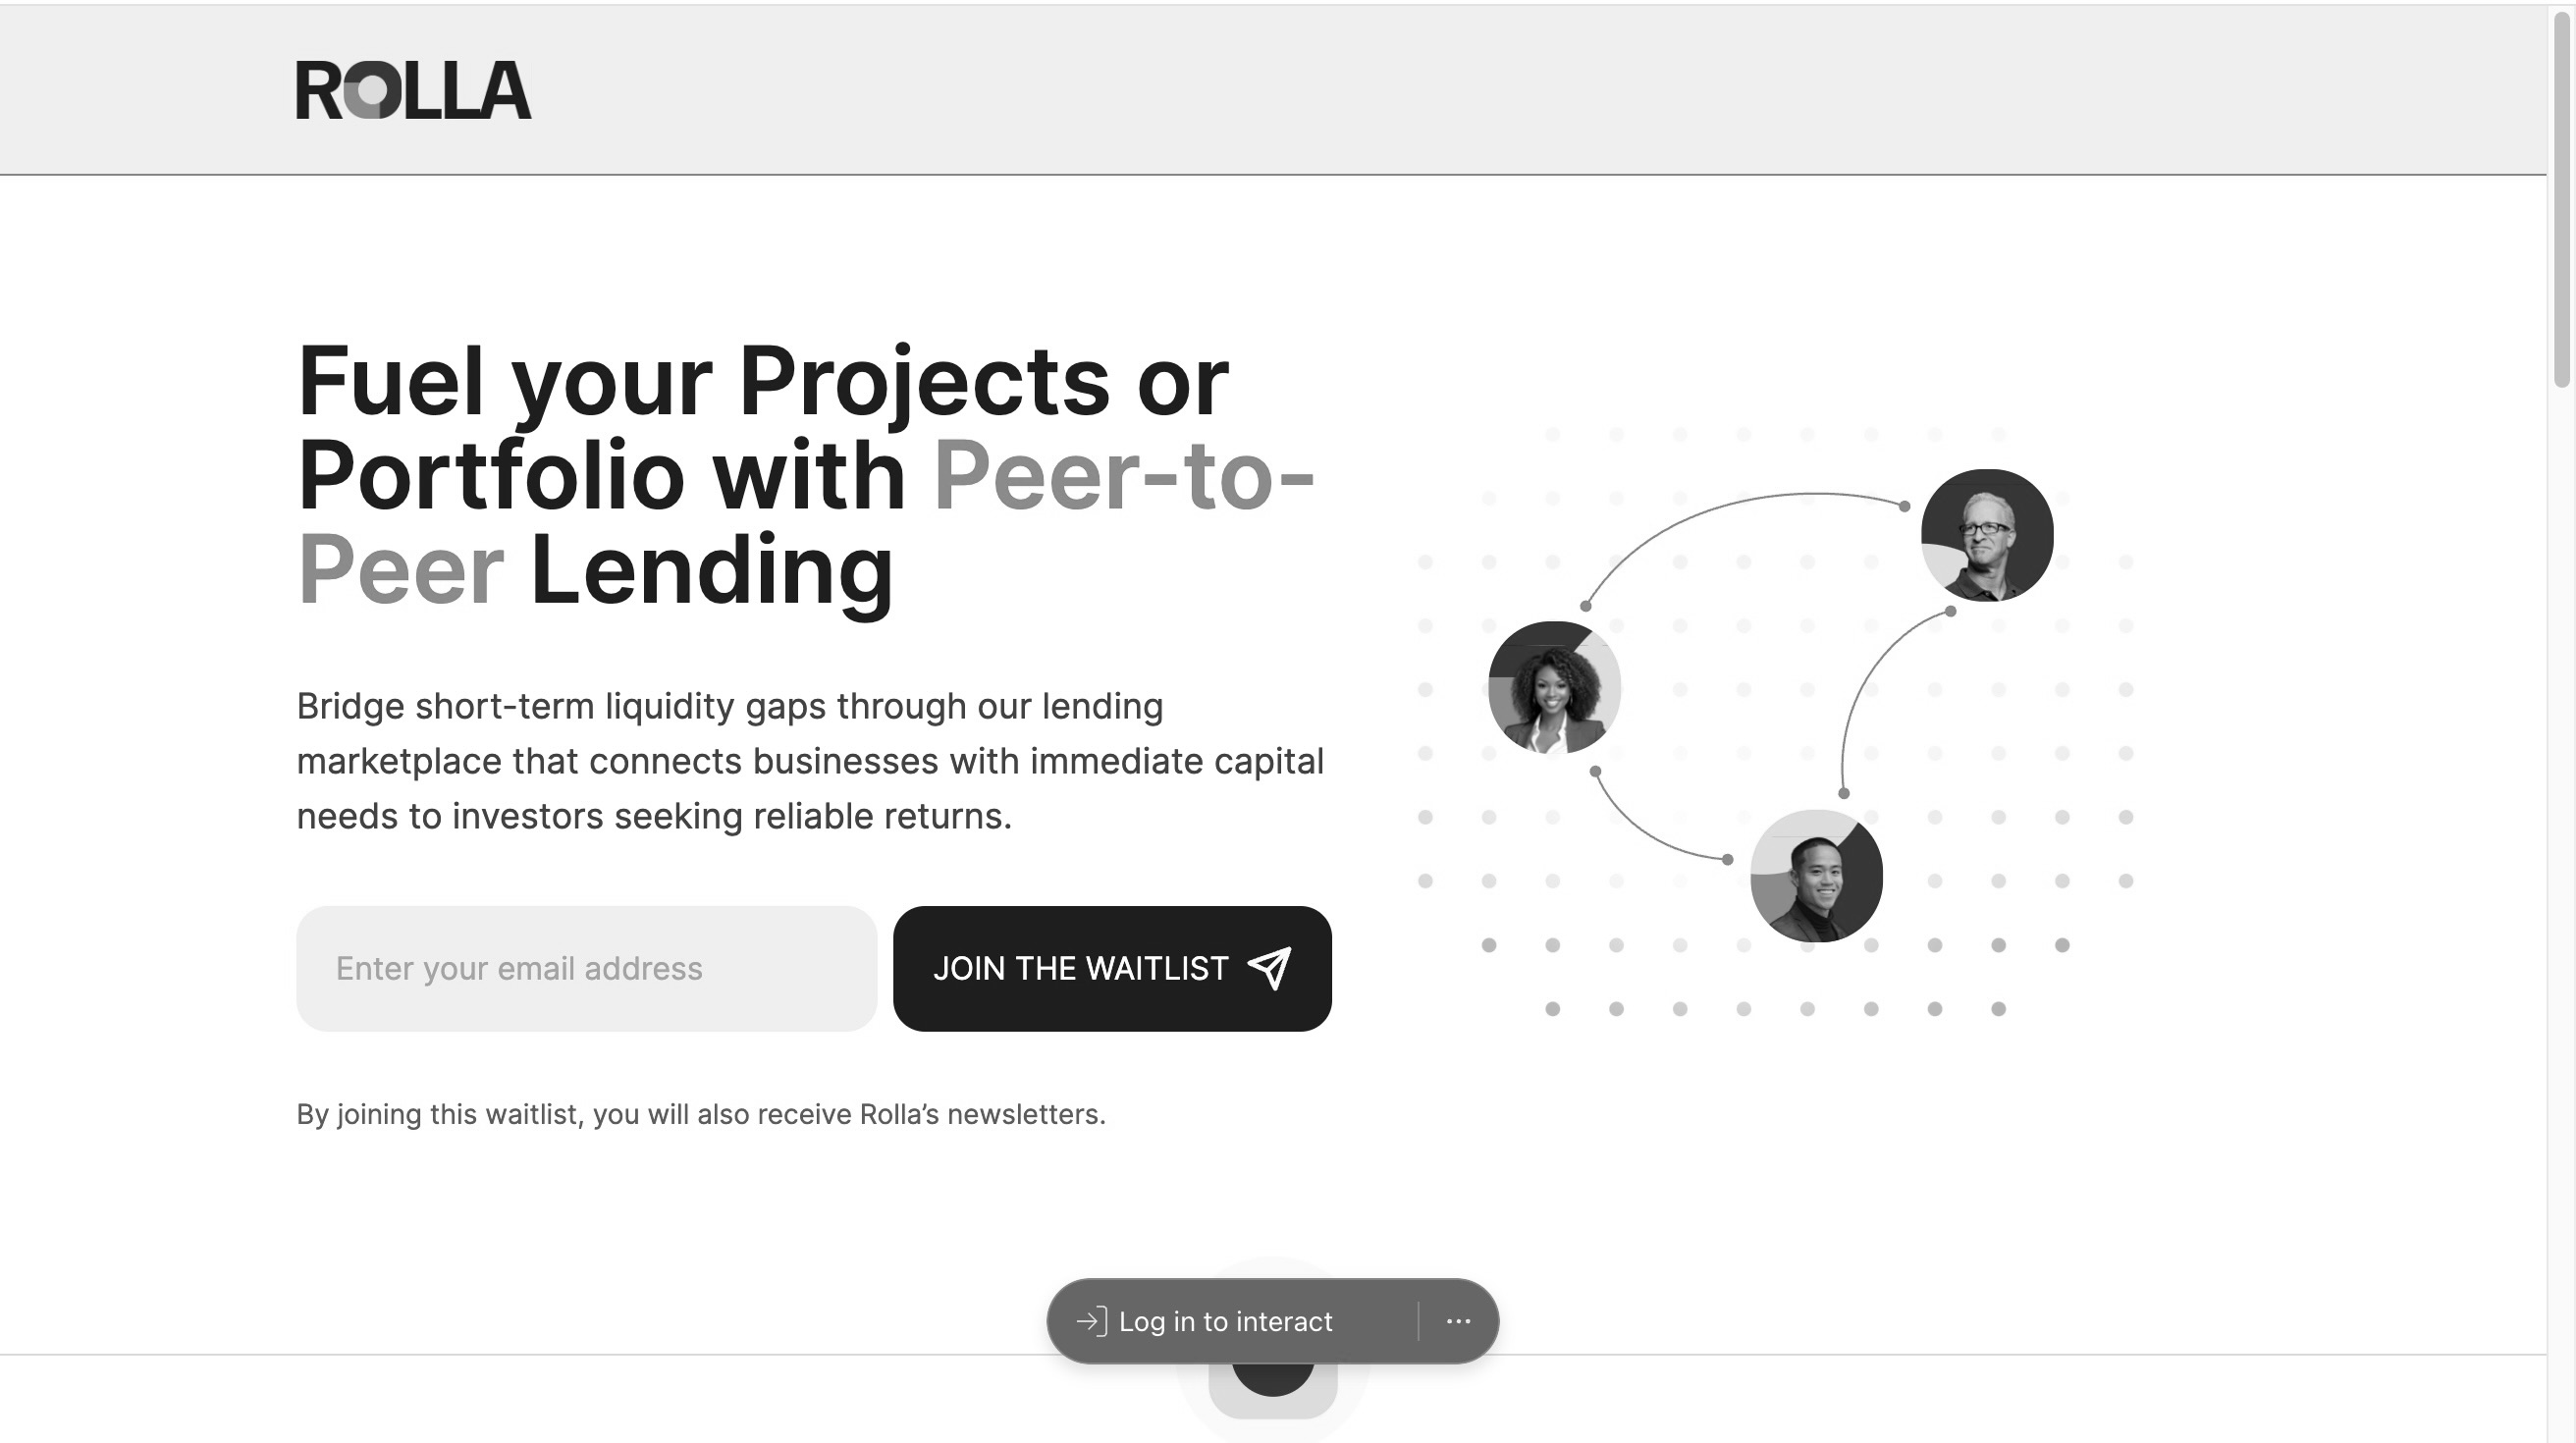 ROLLA
Fuel your Projects or
Portfolio with Peer-to-
Peer Lending
Bridge short-term liquidity gaps through our lending
marketplace that connects businesses with immediate capital
needs to investors seeking reliable returns.
Enter your email address
JOIN THE WAITLIST
By joining this waitlist, you will also receive Rolla’s newsletters.
Log in to interact